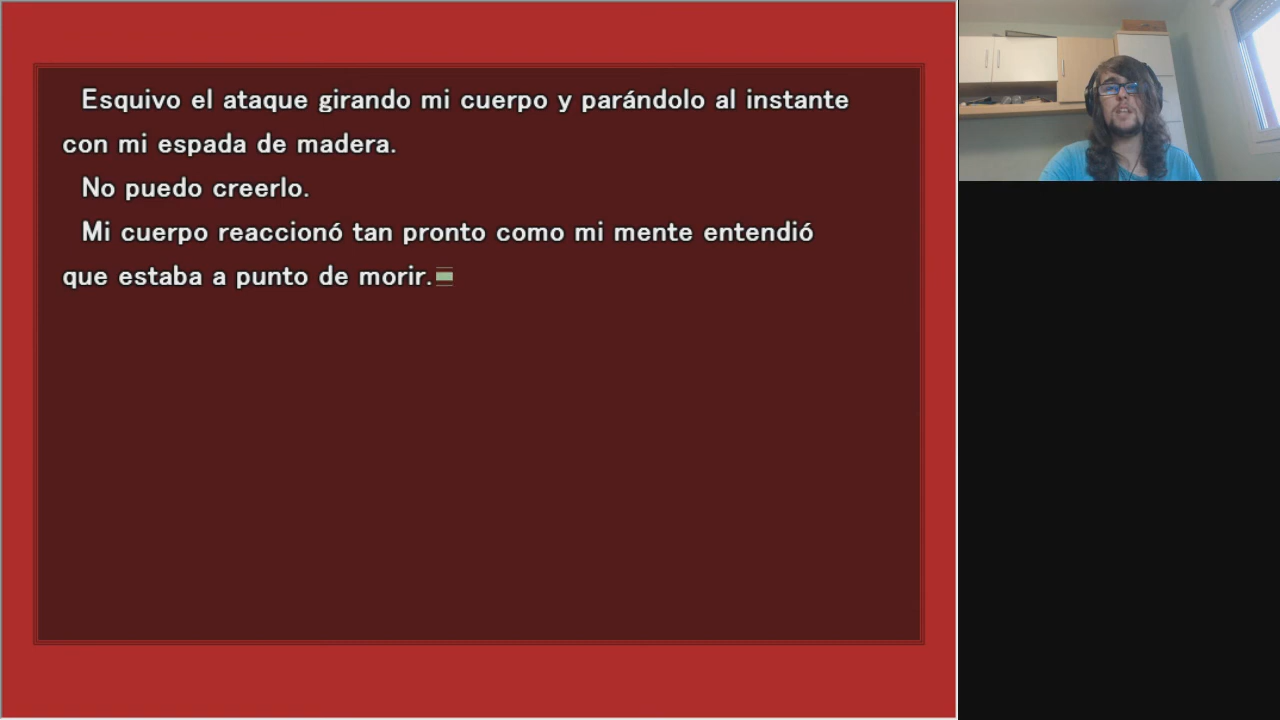 Esquivo el ataque girando mi cuerpo y parándolo al instante
con mi espada de madera.
No puedo creerlo.
Mi cuerpo reaccionó tan pronto como mi mente entendió
que estaba a punto de morir.